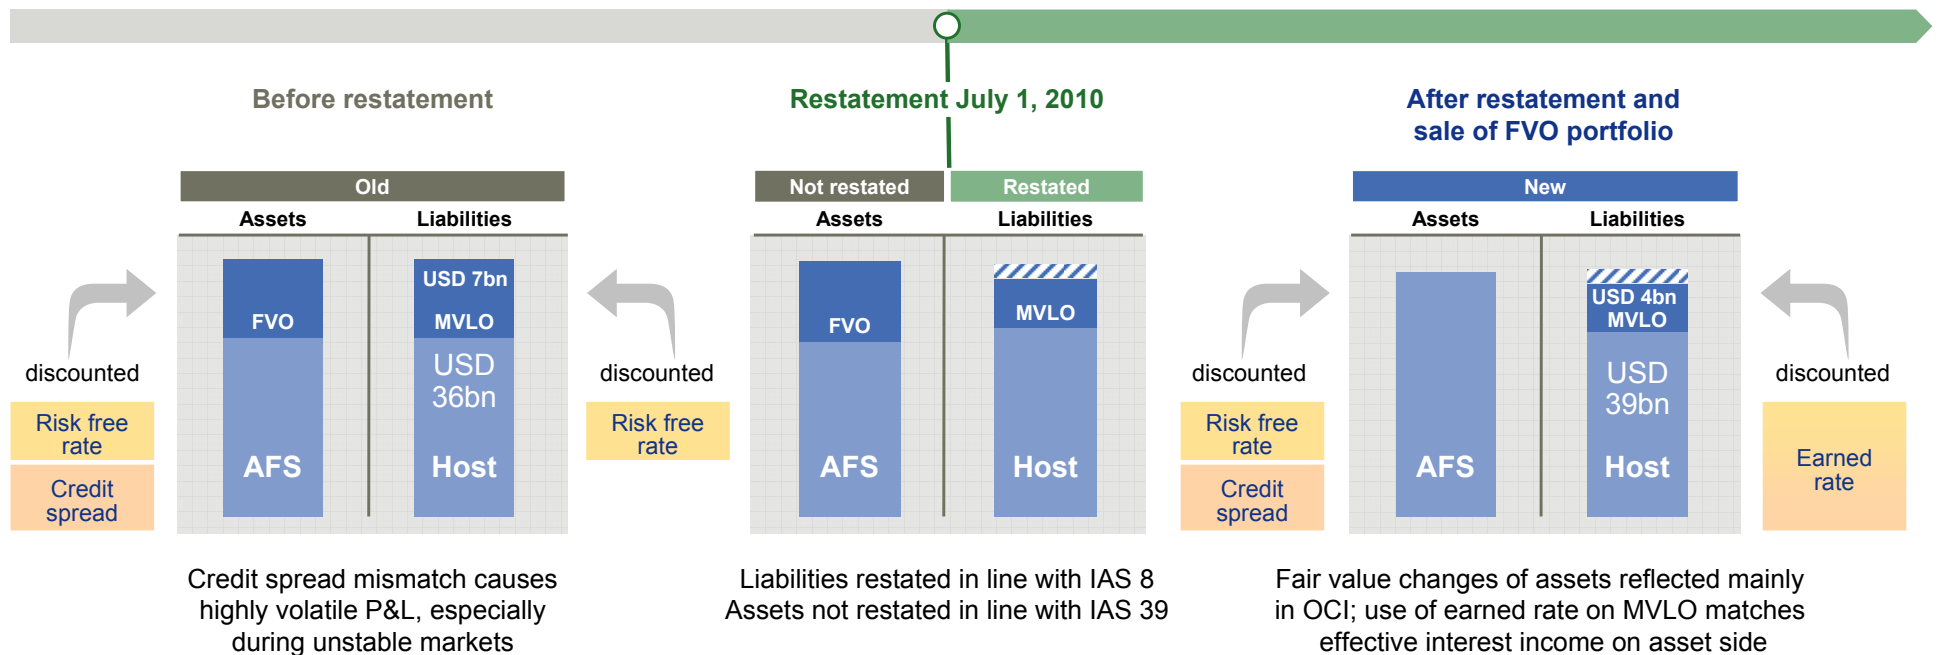 Before restatement
Restatement July 1, 2010
After restatement and
sale of FVO portfolio
Old
Assets
Liabilities
USD 7bn
FVO
MVLO
USD
36bn
AFS
Host
discounted
Risk free
rate
Credit
spread
discounted
Risk free
rate
Credit spread mismatch causes
highly volatile P&L, especially
during unstable markets
Not restated
Restated
Assets
Liabilities
FVO
MVLO
AFS
Host
Liabilities restated in line with IAS 8
Assets not restated in line with IAS 39
New
Assets
Liabilities
USD 4bn
MVLO
USD
39bn
AFS
Host
discounted
Risk free
rate
Credit
spread
discounted
Earned
rate
Fair value changes of assets reflected mainly
in OCI; use of earned rate on MVLO matches
effective interest income on asset side